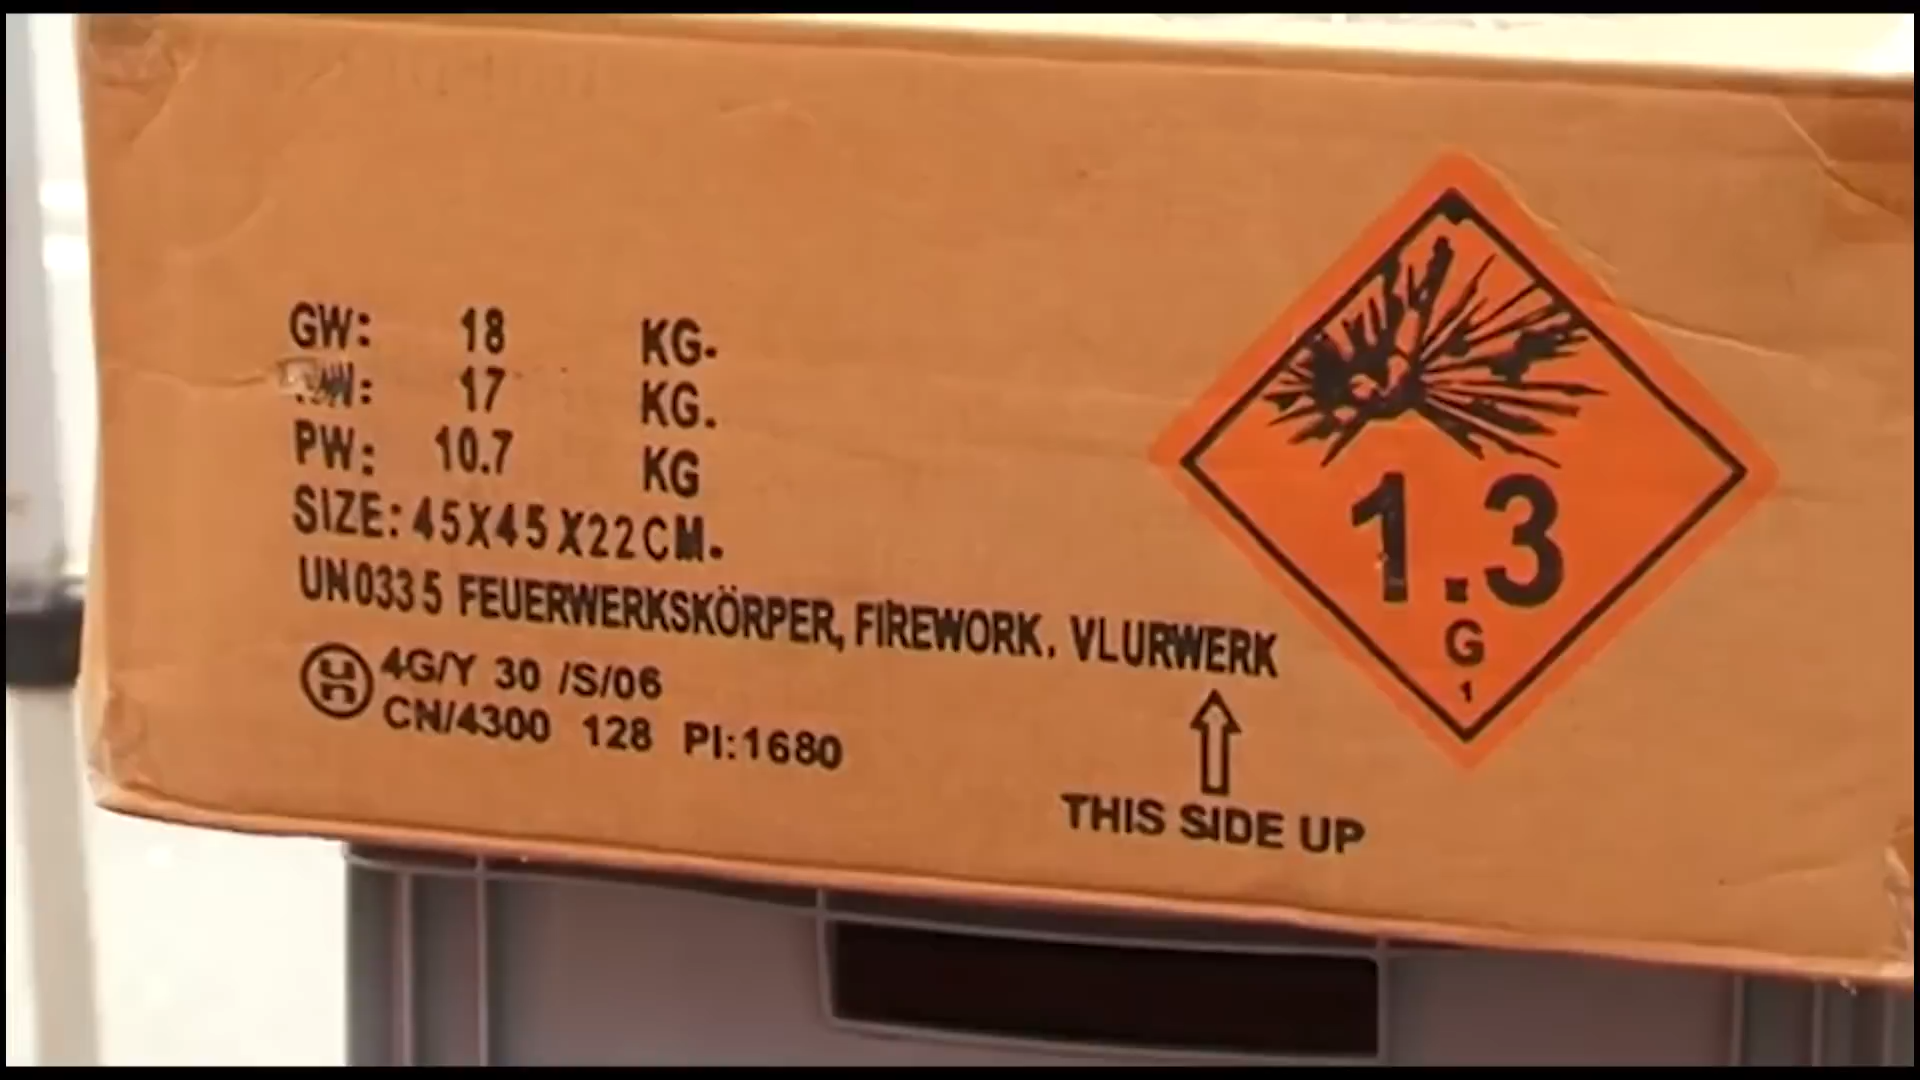 GW: 18 KG.
W: 17 KG.
PW: 10.7 KG
SIZE: 45X45X22CM.
UN0335 FEUERWERKSKÖRPER, FIREWORK. VLURWERK
un 4G/Y 30 /S/06
CN/4300 128 PI:1680
THIS SIDE UP
1.3
G
1